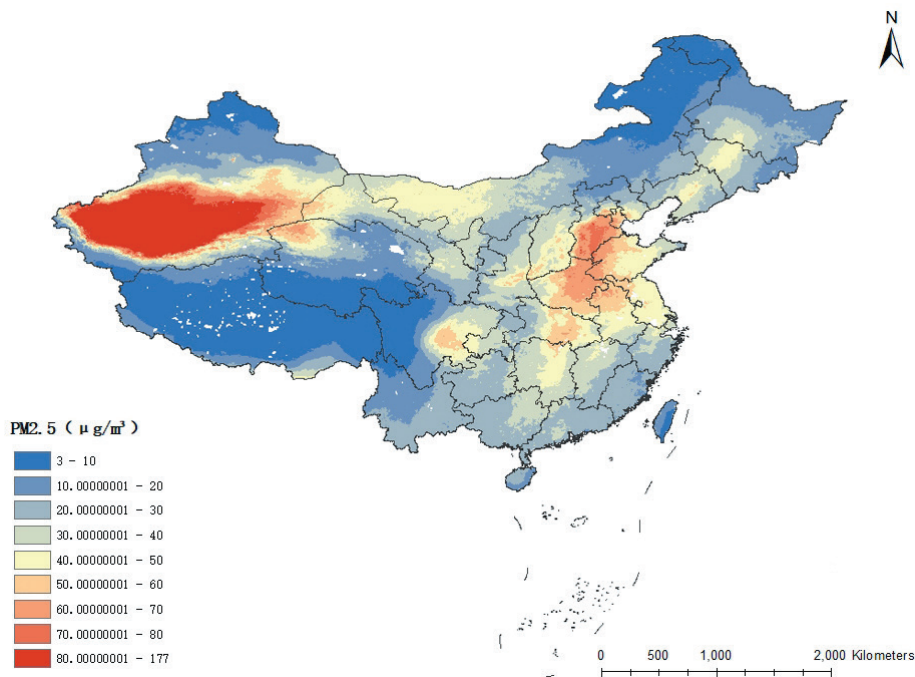 N
PM2.5 ( μg/m³)
3 - 10
10.00000001 - 20
20.00000001 - 30
30.00000001 - 40
40.00000001 - 50
50.00000001 - 60
60.00000001 - 70
70.00000001 - 80
80.00000001 - 177
0 500 1,000 2,000 Kilometers